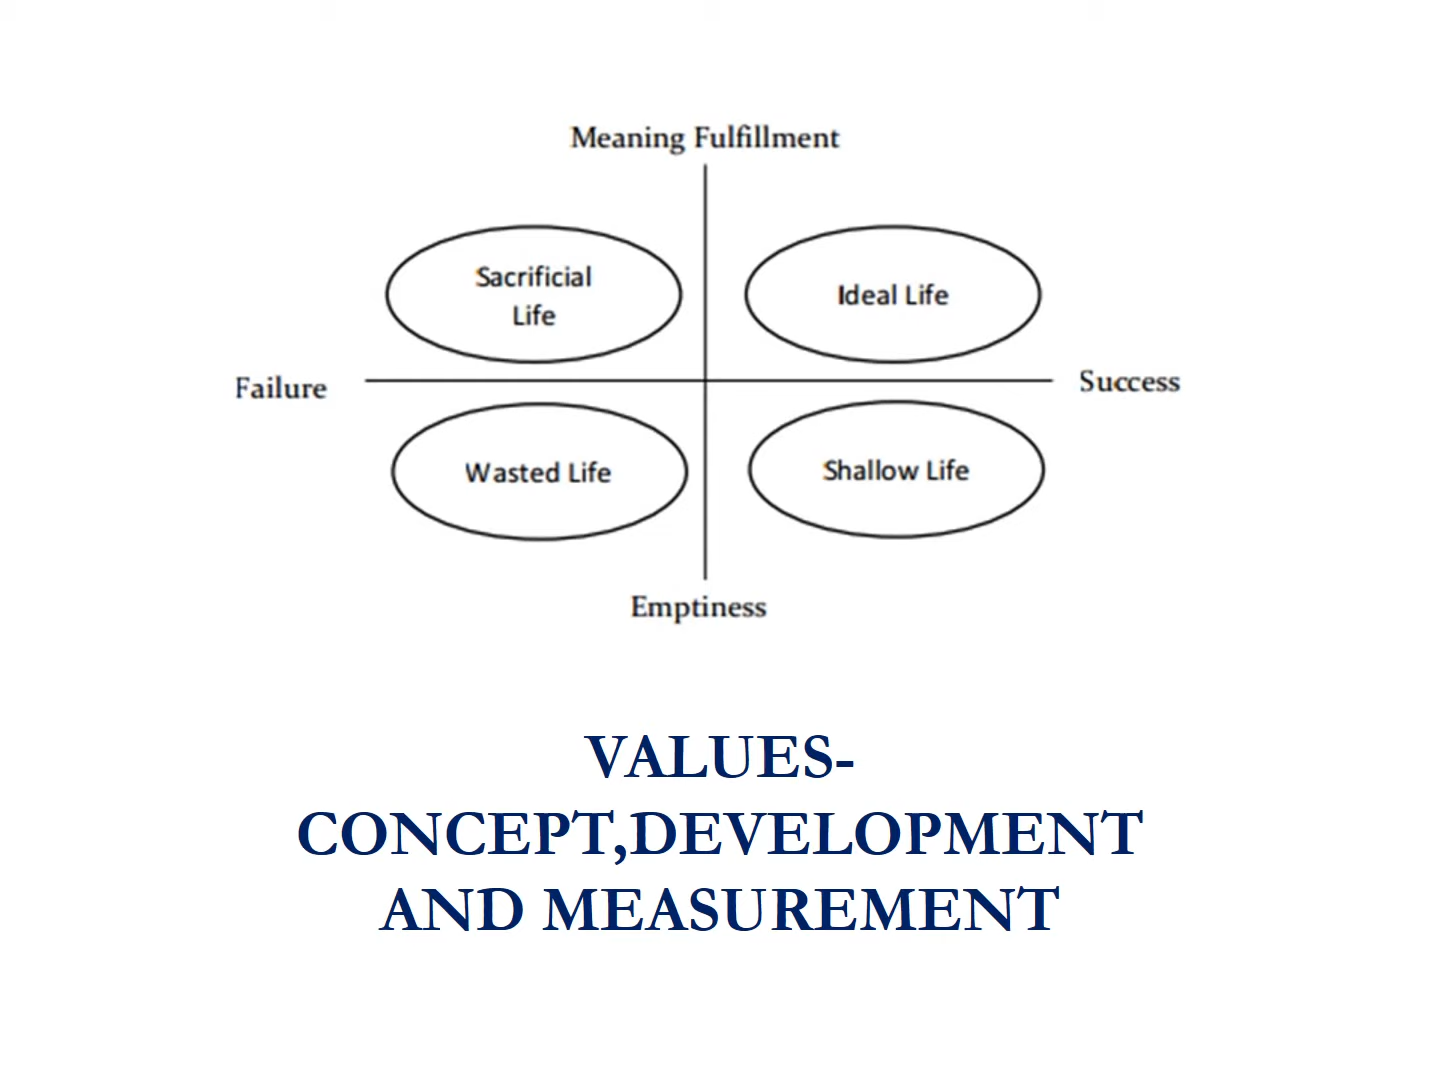 Meaning Fulfillment
Sacrificial
Life
Ideal Life
Failure
Success
Wasted Life
Shallow Life
Emptiness
VALUES-
CONCEPT,DEVELOPMENT
AND MEASUREMENT